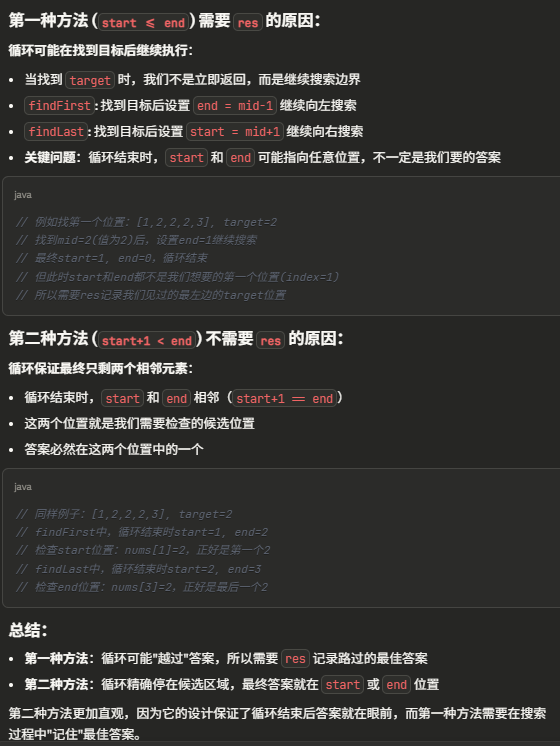 第一种方法(start <= end)需要 res 的原因：
循环可能在找到目标后继续执行：
• 当找到 target 时，我们不是立即返回，而是继续搜索边界
• findFirst：找到目标后设置 end = mid-1 继续向左搜索
• findLast：找到目标后设置 start = mid+1 继续向右搜索
• 关键问题：循环结束时，start 和 end 可能指向任意位置，不一定是我们要的答案
java
// 例如找第一个位置：[1,2,2,2,3], target=2
// 找到mid=2(值为2)后，设置end=1继续搜索
// 最终start=1, end=0，循环结束
// 但此时start和end都不是我们想要的第一个位置(index=1)
// 所以需要res记录我们见过的最左边的target位置
第二种方法(start+1 < end)不需要 res 的原因：
循环保证最终只剩两个相邻元素：
• 循环结束时，start 和 end 相邻（start+1 == end）
• 这两个位置就是我们需要检查的候选位置
• 答案必然在这两个位置中的一个
java
// 同样例子：[1,2,2,2,3], target=2
// findFirst中，循环结束时start=1, end=2
// 检查start位置：nums[1]=2，正好是第一个2
// findLast中，循环结束时start=2, end=3
// 检查end位置：nums[3]=2，正好是最后一个2
总结：
• 第一种方法：循环可能"越过"答案，所以需要 res 记录路过的最佳答案
• 第二种方法：循环精确停在候选区域，最终答案就在 start 或 end 位置
第二种方法更加直观，因为它的设计保证了循环结束后答案就在眼前，而第一种方法需要在搜索
过程中"记住"最佳答案。